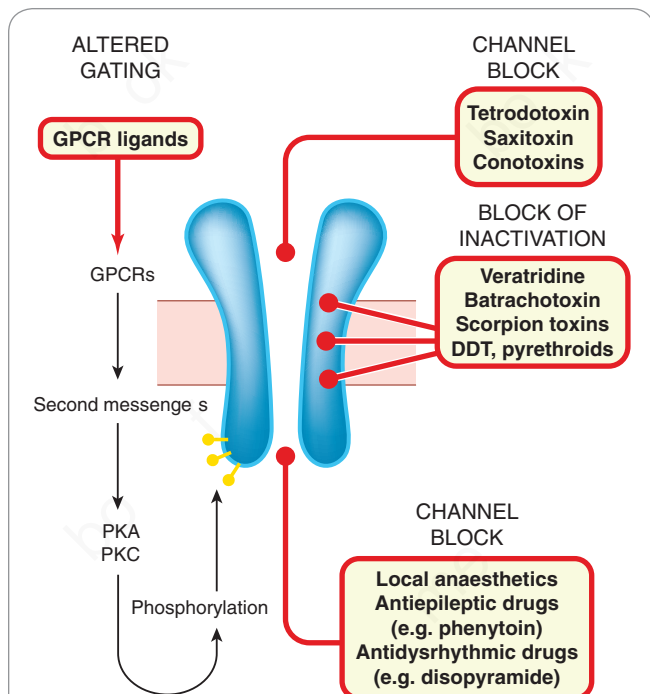 ALTERED
GATING
GPCR ligands
GPCRs
Second messenge s
PKA
PKC
Phosphorylation
CHANNEL
BLOCK
Tetrodotoxin
Saxitoxin
Conotoxins
BLOCK OF
INACTIVATION
Veratridine
Batrachotoxin
Scorpion toxins
DDT, pyrethroids
CHANNEL
BLOCK
Local anaesthetics
Antiepileptic drugs
(e.g. phenytoin)
Antidysrhythmic drugs
(e.g. disopyramide)